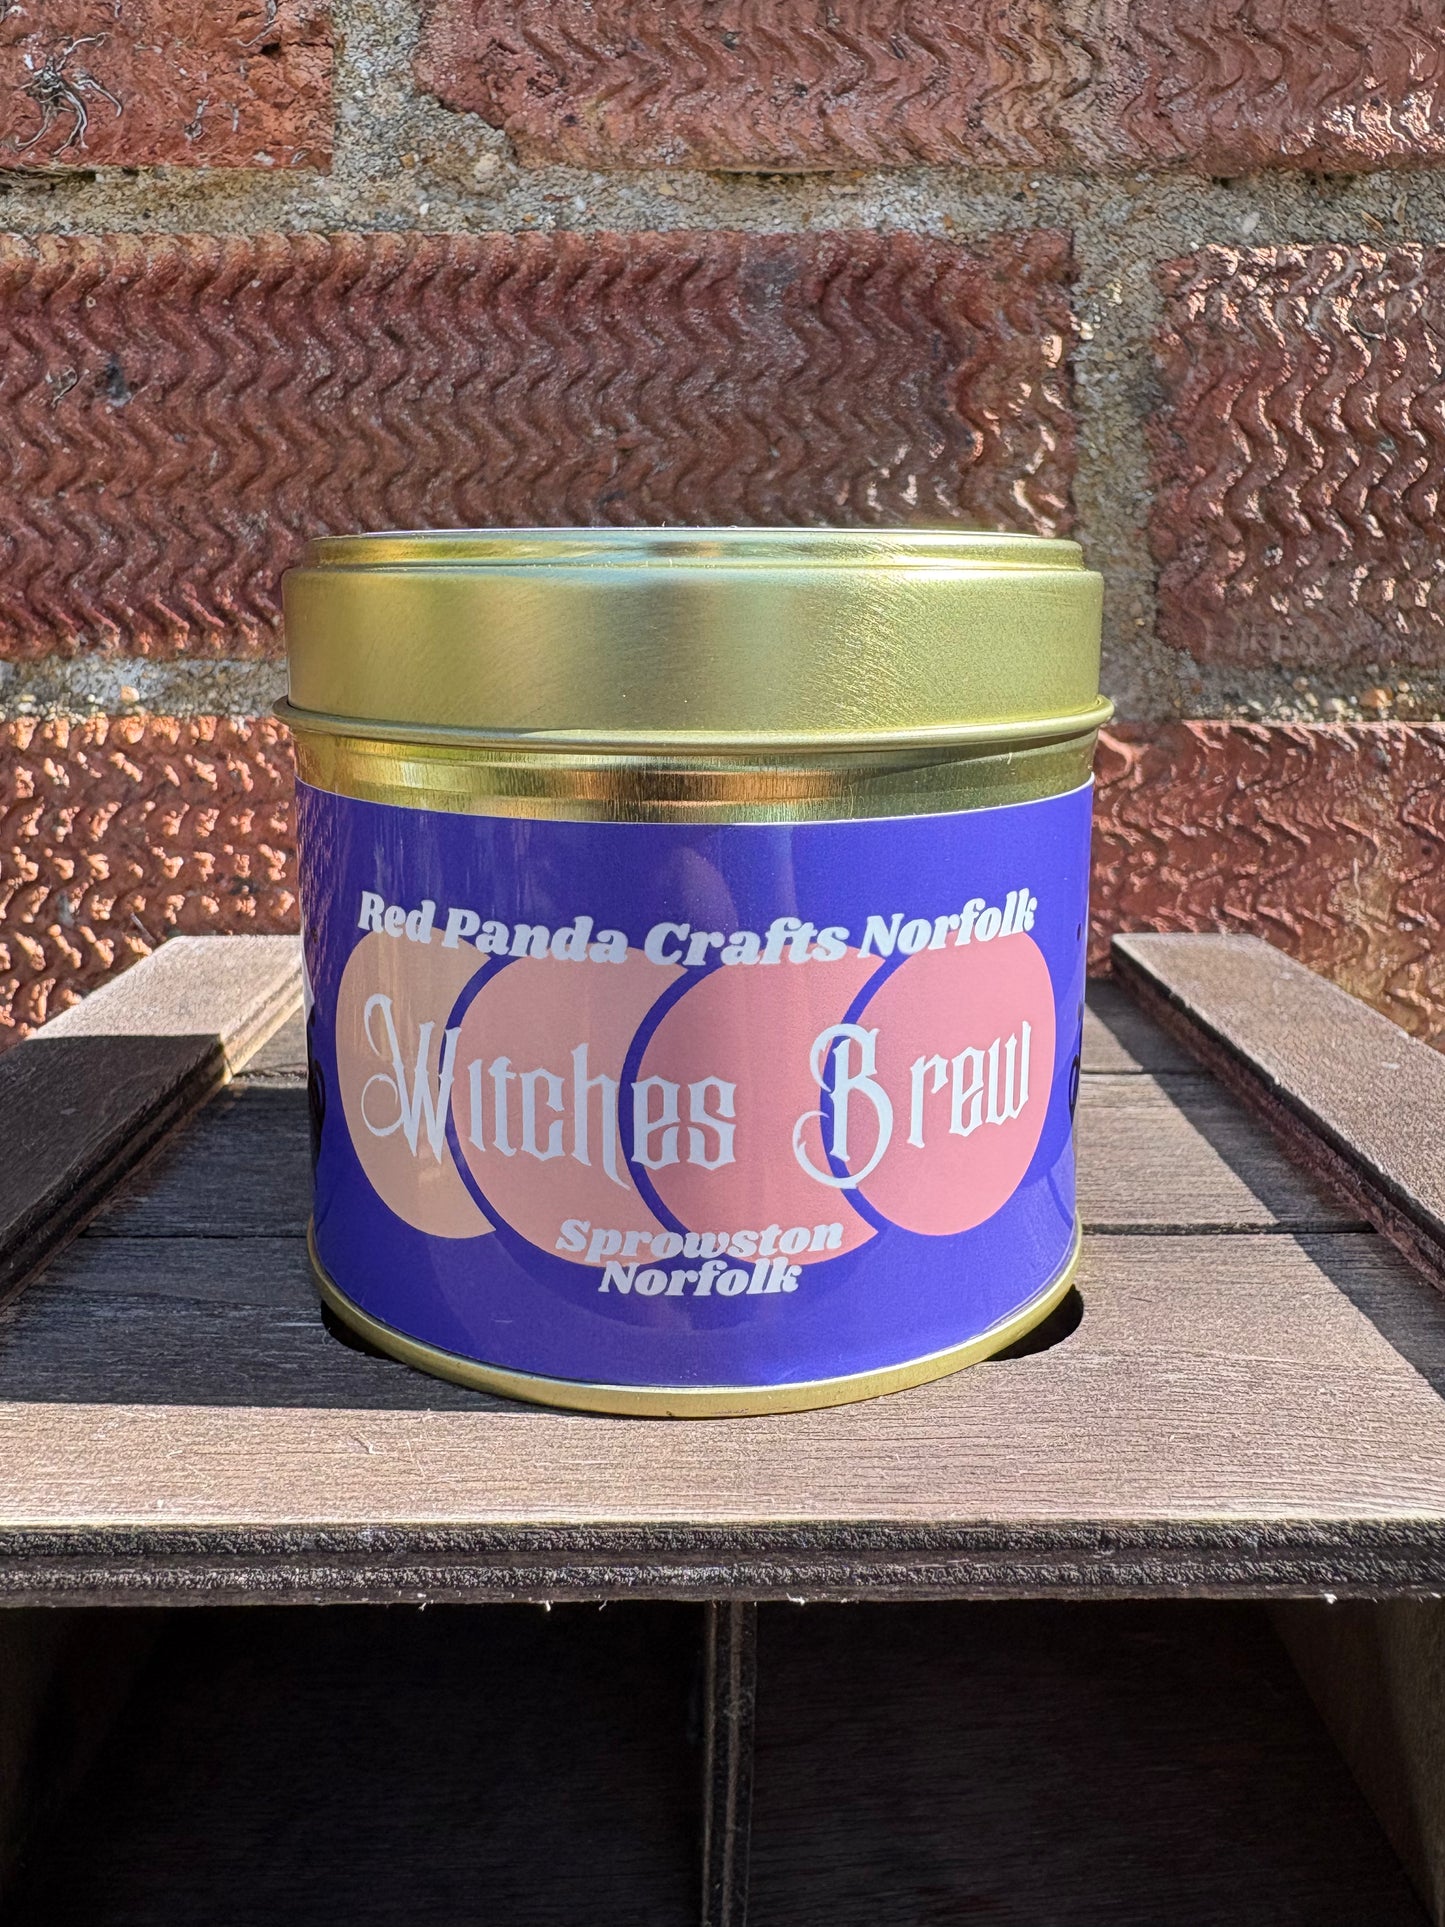 Red Panda Crafts Norfolk
Witches Brew
Sprowston
Norfolk